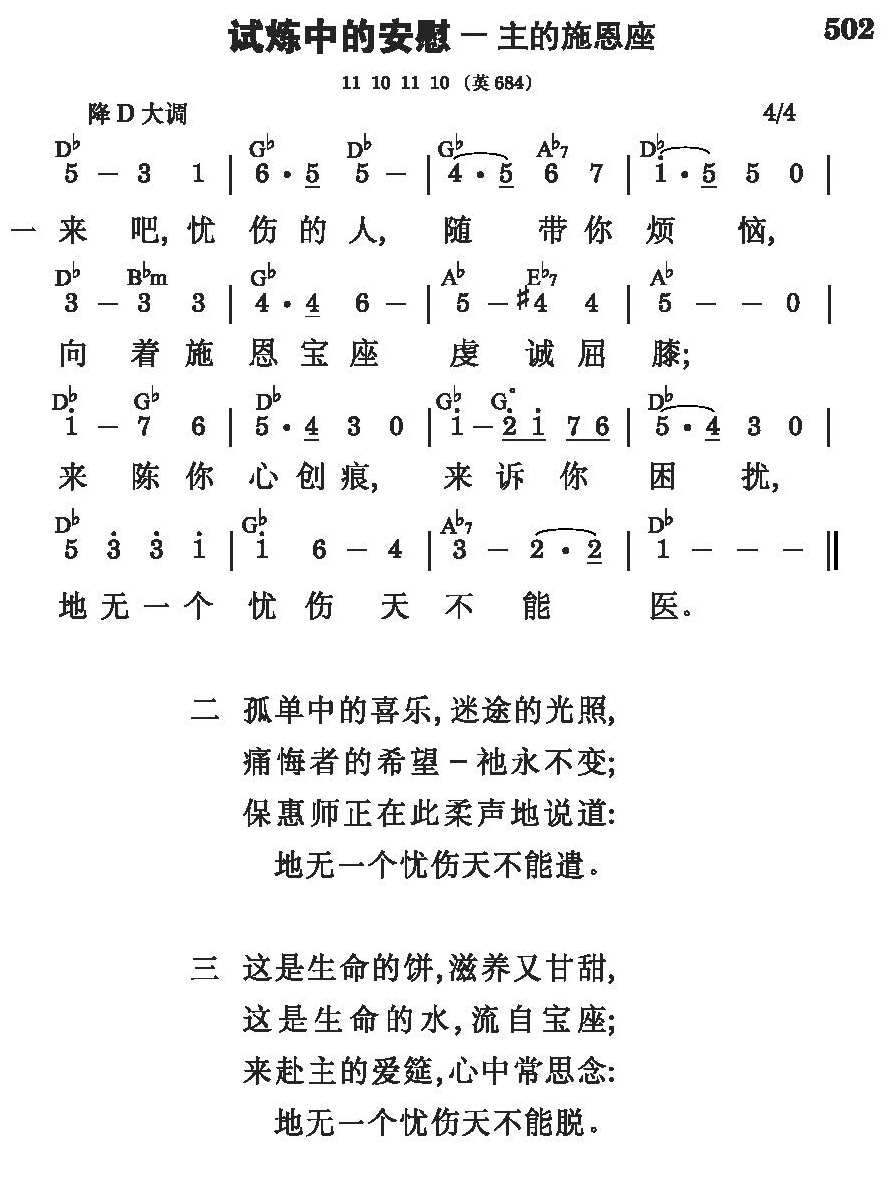 试炼中的安慰－主的施恩座 502
11 10 11 10（英684）
降D大调 4/4
D♭ G♭ D♭ G♭ A♭7 D♭
5 － 3 1 | 6 · 5 5 － | 4 · 5 6 7 | i · 5 5 0 |
一 来 吧, 忧 伤 的 人, 随 带 你 烦 恼,
D♭ B♭m G♭ A♭ E♭7 A♭
3 － 3 3 | 4 · 4 6 － | 5 － #4 4 | 5 － － 0 |
向 着 施 恩 宝 座 虔 诚 屈 膝;
D♭ G♭ D♭ G♭ G° D♭
i － 7 6 | 5 · 4 3 0 | i － 2̇ i 7 6 | 5 · 4 3 0 |
来 陈 你 心 创 痕, 来 诉 你 困 扰,
D♭ G♭ A♭7 D♭
5 3̇ 3̇ i | i 6 － 4 | 3 － 2 · 2 | 1 － － － ‖
地 无 一 个 忧 伤 天 不 能 医。
二 孤单中的喜乐,迷途的光照,
痛悔者的希望－祂永不变;
保惠师正在此柔声地说道:
地无一个忧伤天不能遣。
三 这是生命的饼,滋养又甘甜,
这是生命的水,流自宝座;
来赴主的爱筵,心中常思念:
地无一个忧伤天不能脱。